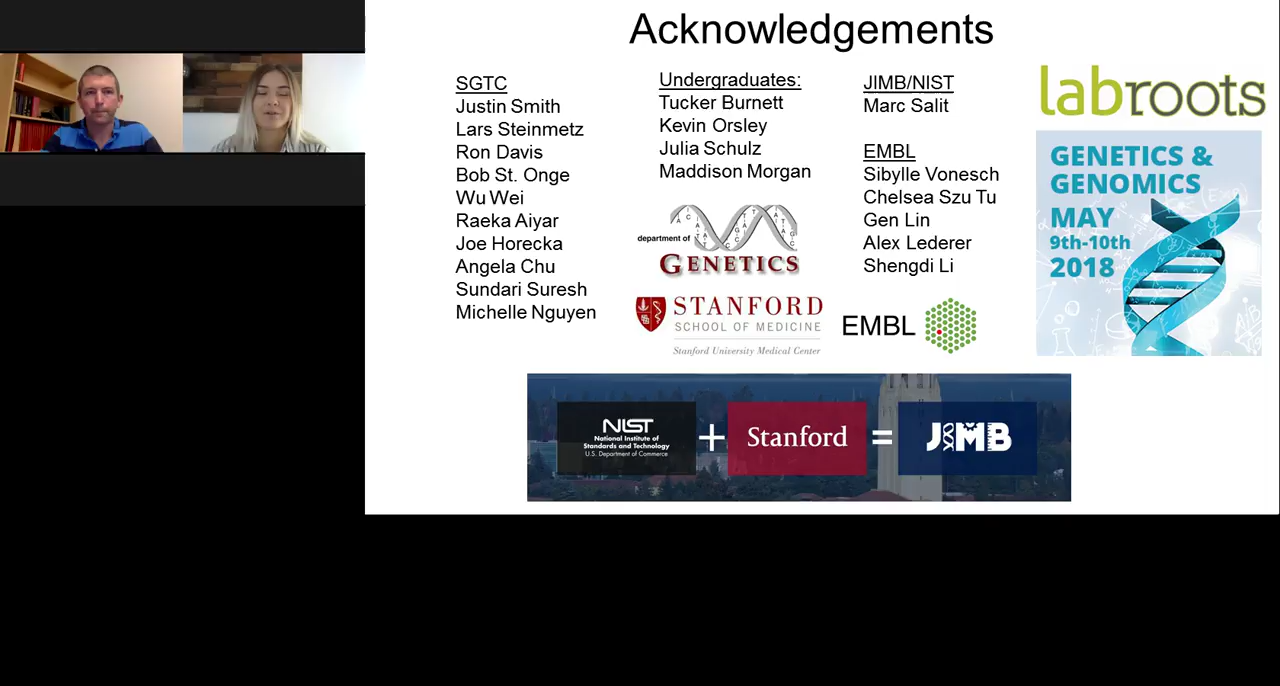 Acknowledgements
SGTC
Justin Smith
Lars Steinmetz
Ron Davis
Bob St. Onge
Wu Wei
Raeka Aiyar
Joe Horecka
Angela Chu
Sundari Suresh
Michelle Nguyen
Undergraduates:
Tucker Burnett
Kevin Orsley
Julia Schulz
Maddison Morgan
department of
GENETICS
STANFORD
SCHOOL OF MEDICINE
Stanford University Medical Center
JIMB/NIST
Marc Salit
EMBL
Sibylle Vonesch
Chelsea Szu Tu
Gen Lin
Alex Lederer
Shengdi Li
EMBL
labroots
GENETICS &
GENOMICS
MAY
9th-10th
2018
NIST
National Institute of
Standards and Technology
U.S. Department of Commerce
+
Stanford
=
JIMB